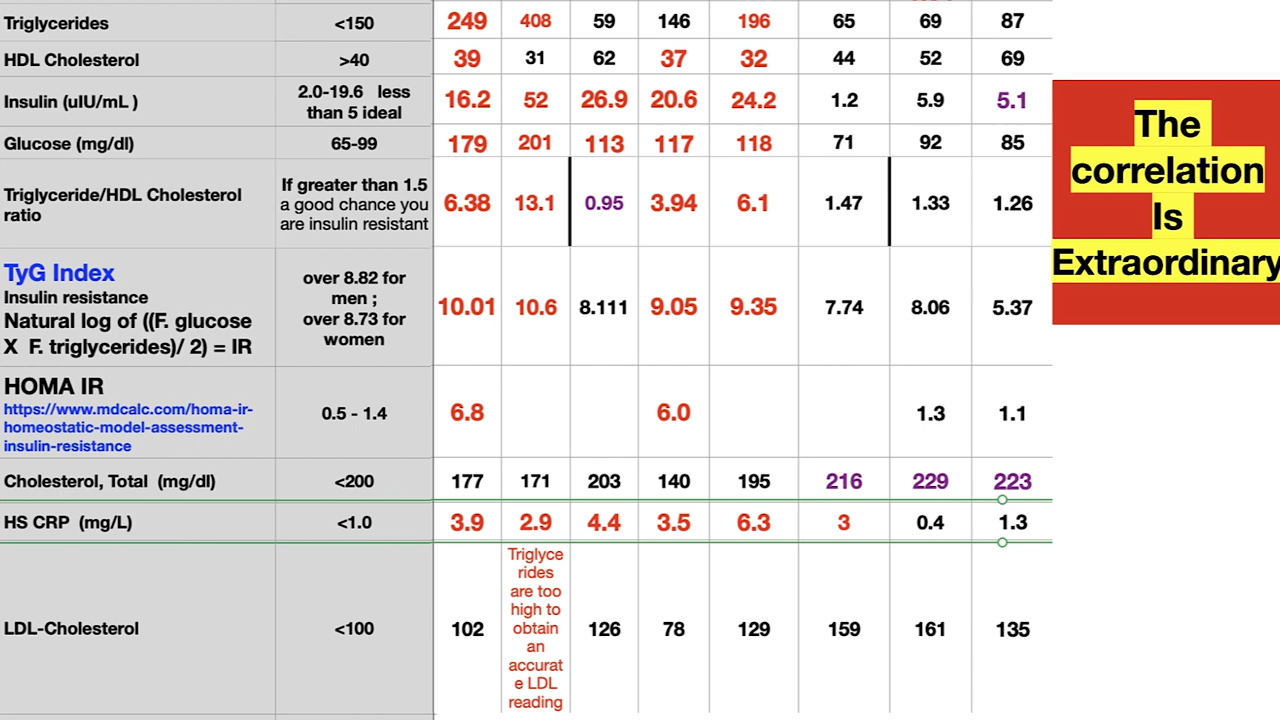 Triglycerides <150 249 408 59 146 196 65 69 87
HDL Cholesterol >40 39 31 62 37 32 44 52 69
Insulin (uIU/mL ) 2.0-19.6 less than 5 ideal 16.2 52 26.9 20.6 24.2 1.2 5.9 5.1
Glucose (mg/dl) 65-99 179 201 113 117 118 71 92 85
Triglyceride/HDL Cholesterol
ratio
If greater than 1.5
a good chance you
are insulin resistant
6.38 13.1 0.95 3.94 6.1 1.47 1.33 1.26
TyG Index
Insulin resistance
Natural log of ((F. glucose
X F. triglycerides)/ 2) = IR
over 8.82 for
men ;
over 8.73 for
women
10.01 10.6 8.111 9.05 9.35 7.74 8.06 5.37
HOMA IR
https://www.mdcalc.com/homa-ir-
homeostatic-model-assessment-
insulin-resistance
0.5 - 1.4 6.8 6.0 1.3 1.1
Cholesterol, Total (mg/dl) <200 177 171 203 140 195 216 229 223
HS CRP (mg/L) <1.0 3.9 2.9 4.4 3.5 6.3 3 0.4 1.3
LDL-Cholesterol <100 102
Triglyce
rides
are too
high to
obtain
an
accurat
e LDL
reading
126 78 129 159 161 135
The
correlation
Is
Extraordinary